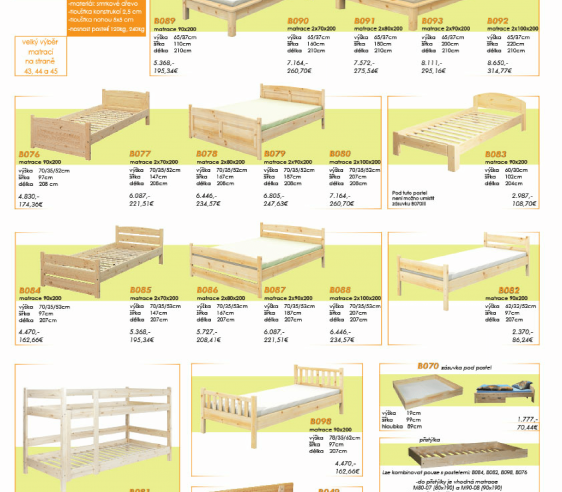 -materiál: smrkové dřevo
-tloušťka konstrukcí 2,5 cm
-tloušťka nohou 5x5 cm
-nosnost postelí 120kg, 240kg
velký výběr
matrací
na straně
43, 44 a 45
B089
matrace 90x200
výška 65/37cm
šířka 110cm
délka 210cm
5.368,-
195,34€
B090
matrace 2x70x200
výška 65/37cm
šířka 160cm
délka 210cm
7.164,-
260,70€
B091
matrace 2x80x200
výška 65/37cm
šířka 180cm
délka 210cm
7.572,-
275,54€
B093
matrace 2x90x200
výška 65/37cm
šířka 200cm
délka 210cm
8.111,-
295,16€
B092
matrace 2x100x200
výška 65/37cm
šířka 220cm
délka 210cm
8.650,-
314,77€
B076
matrace 90x200
výška 70/35/52cm
šířka 97cm
délka 208 cm
4.830,-
174,36€
B077
matrace 2x70x200
výška 70/35/52cm
šířka 147cm
délka 208cm
6.087,-
221,51€
B078
matrace 2x80x200
výška 70/35/52cm
šířka 167cm
délka 208cm
6.446,-
234,57€
B079
matrace 2x90x200
výška 70/35/52cm
šířka 187cm
délka 208cm
6.805,-
247,63€
B080
matrace 2x100x200
výška 70/35/52cm
šířka 207cm
délka 208cm
7.164,-
260,70€
B083
matrace 90x200
výška 60/30cm
šířka 102cm
délka 204cm
Pod tuto postel
není možno umístit
zásuvku B070!!!
2.987,-
108,70€
B084
matrace 90x200
výška 70/35/53cm
šířka 97cm
délka 207cm
4.470,-
162,66€
B085
matrace 2x70x200
výška 70/35/53cm
šířka 147cm
délka 207cm
5.368,-
195,34€
B086
matrace 2x80x200
výška 70/35/53cm
šířka 167cm
délka 207cm
5.727,-
208,41€
B087
matrace 2x90x200
výška 70/35/53cm
šířka 187cm
délka 207cm
6.087,-
221,51€
B088
matrace 2x100x200
výška 70/35/53cm
šířka 207cm
délka 207cm
6.446,-
234,57€
B082
matrace 90x200
výška 62/32/52cm
šířka 97cm
délka 207cm
2.370,-
86,24€
B098
matrace 90x200
výška 78/35/62cm
šířka 97cm
délka 207cm
4.470,-
162,66€
B070 zásuvka pod postel
výška 19cm
šířka 99cm
hloubka 59cm
1.777,-
70,44€
přistýlka
Lze kombinovat pouze s postelemi: B084, B082, B098, B076
-do přistýlky je vhodná matrace
M80-07 (80x190) a M90-08 (90x190)
B081